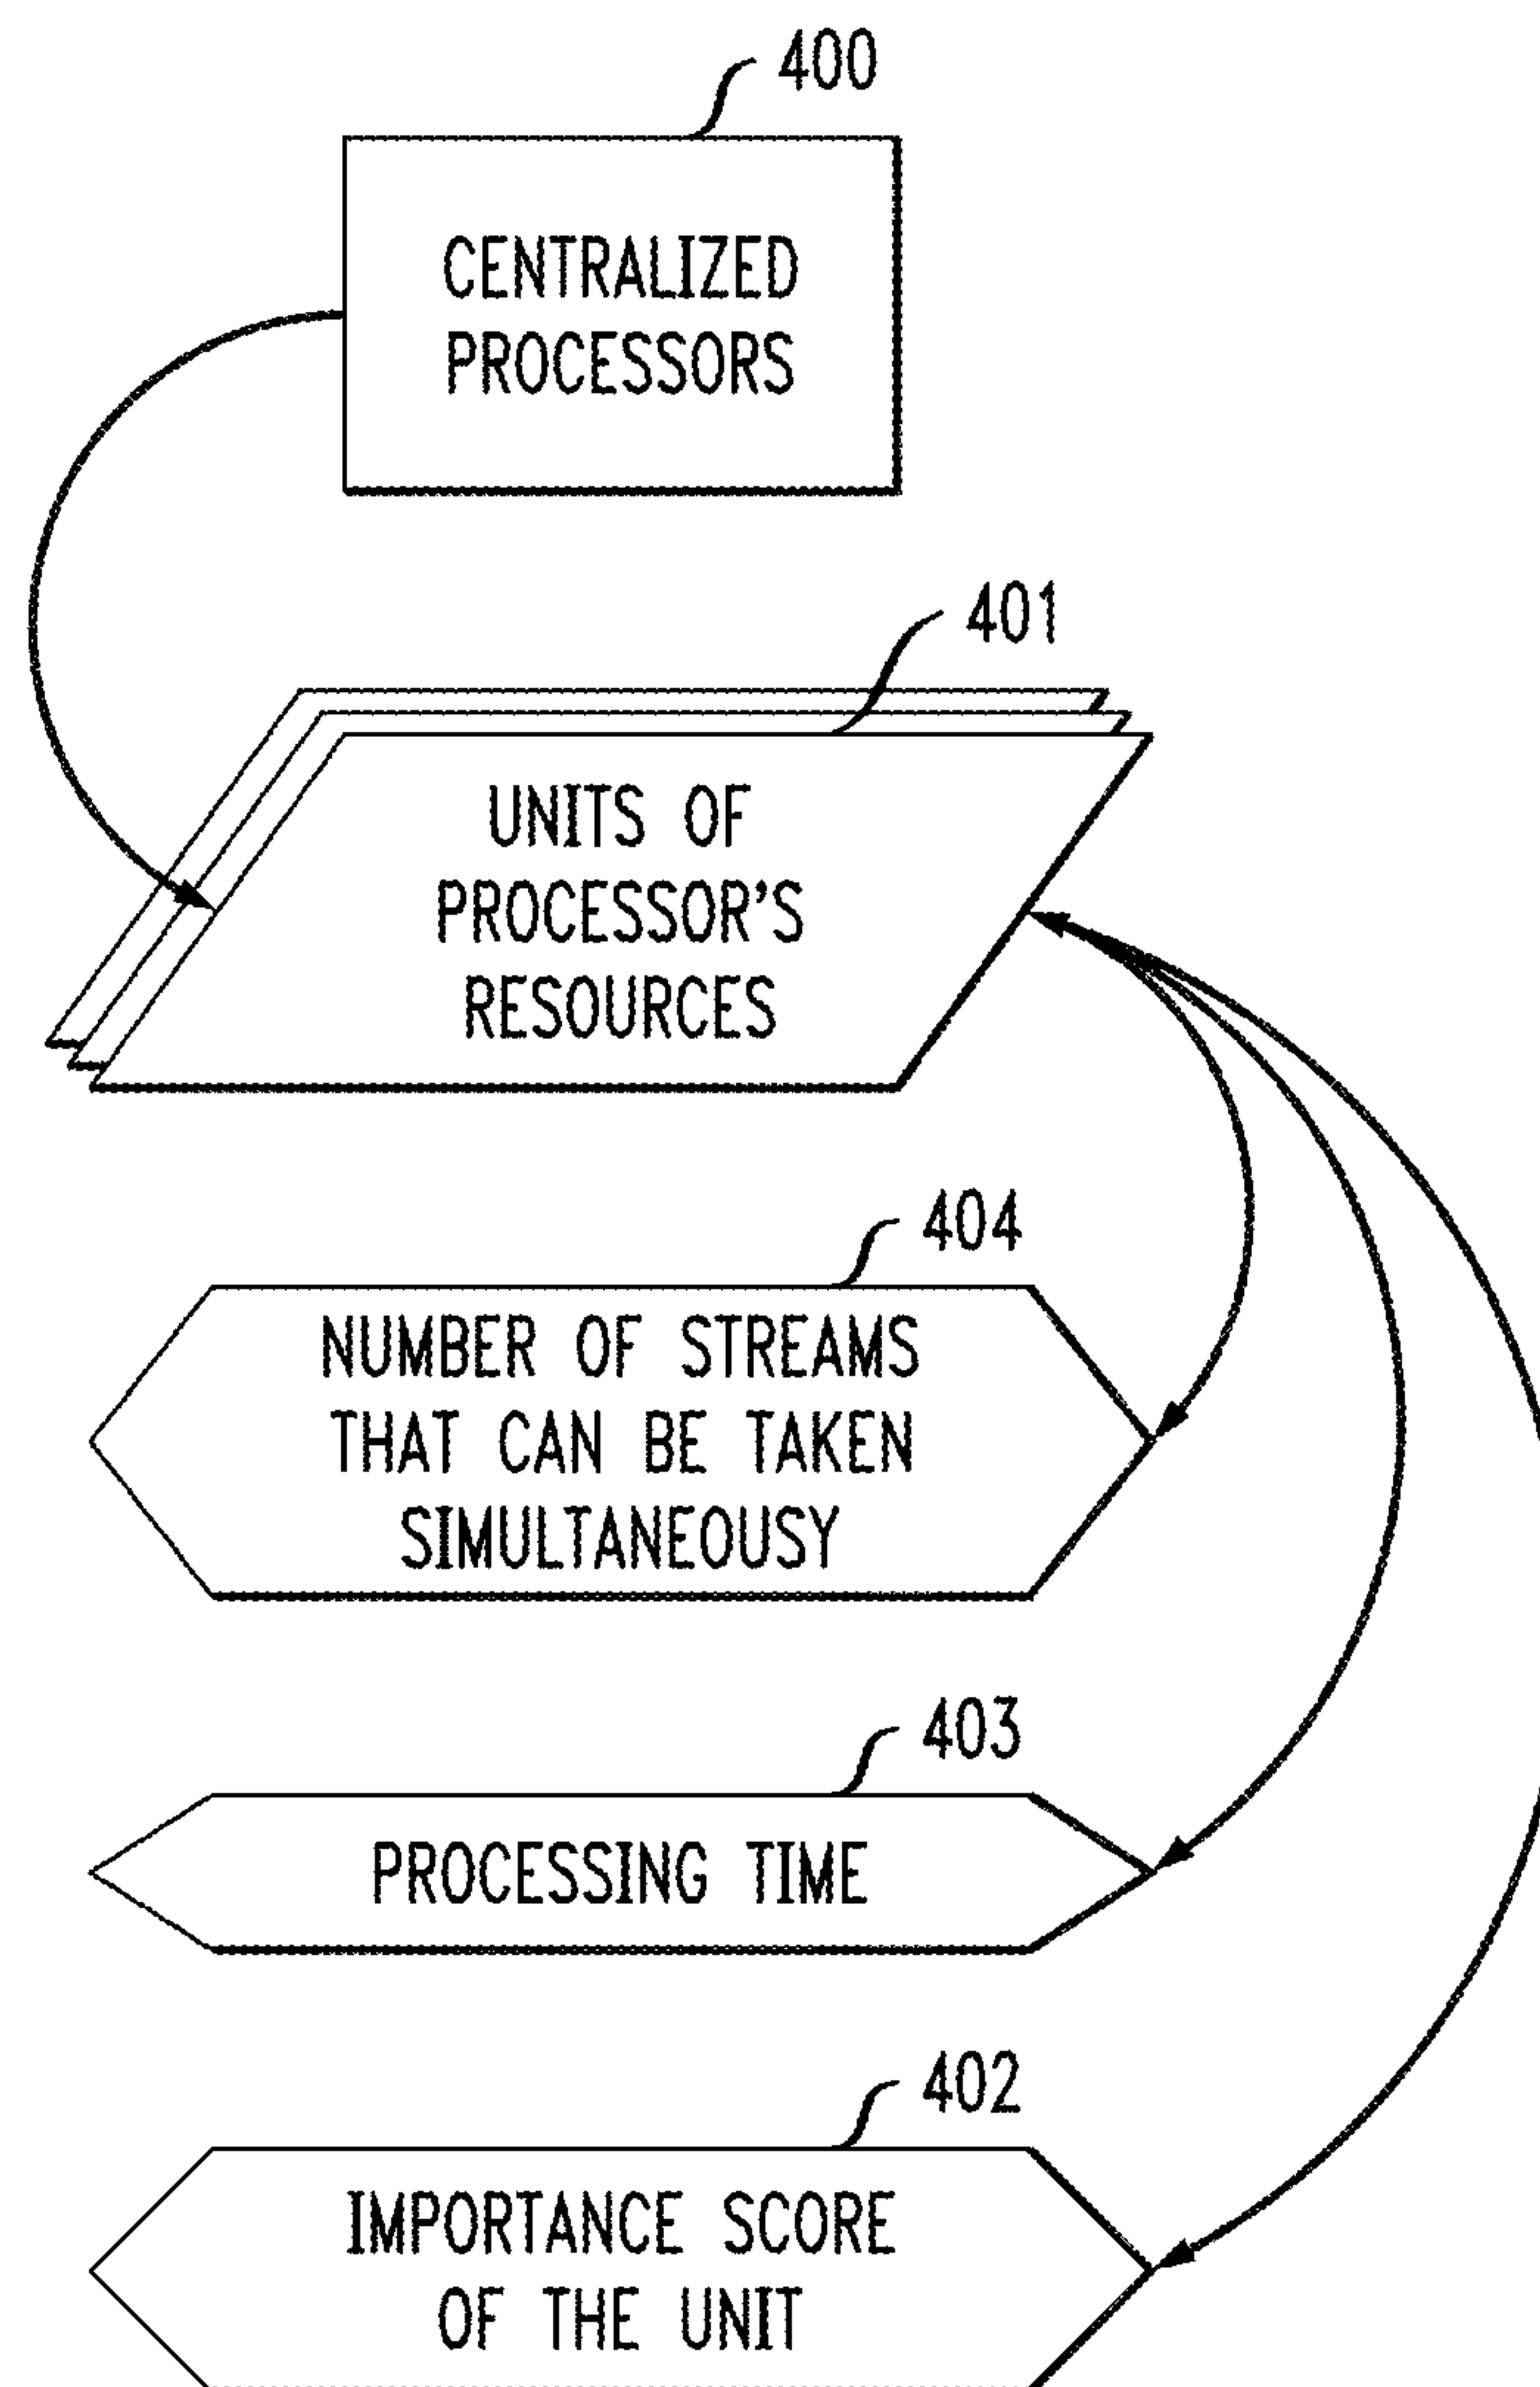 400
CENTRALIZED
PROCESSORS
401
UNITS OF
PROCESSOR'S
RESOURCES
404
NUMBER OF STREAMS
THAT CAN BE TAKEN
SIMULTANEOUSY
403
PROCESSING TIME
402
IMPORTANCE SCORE
OF THE UNIT